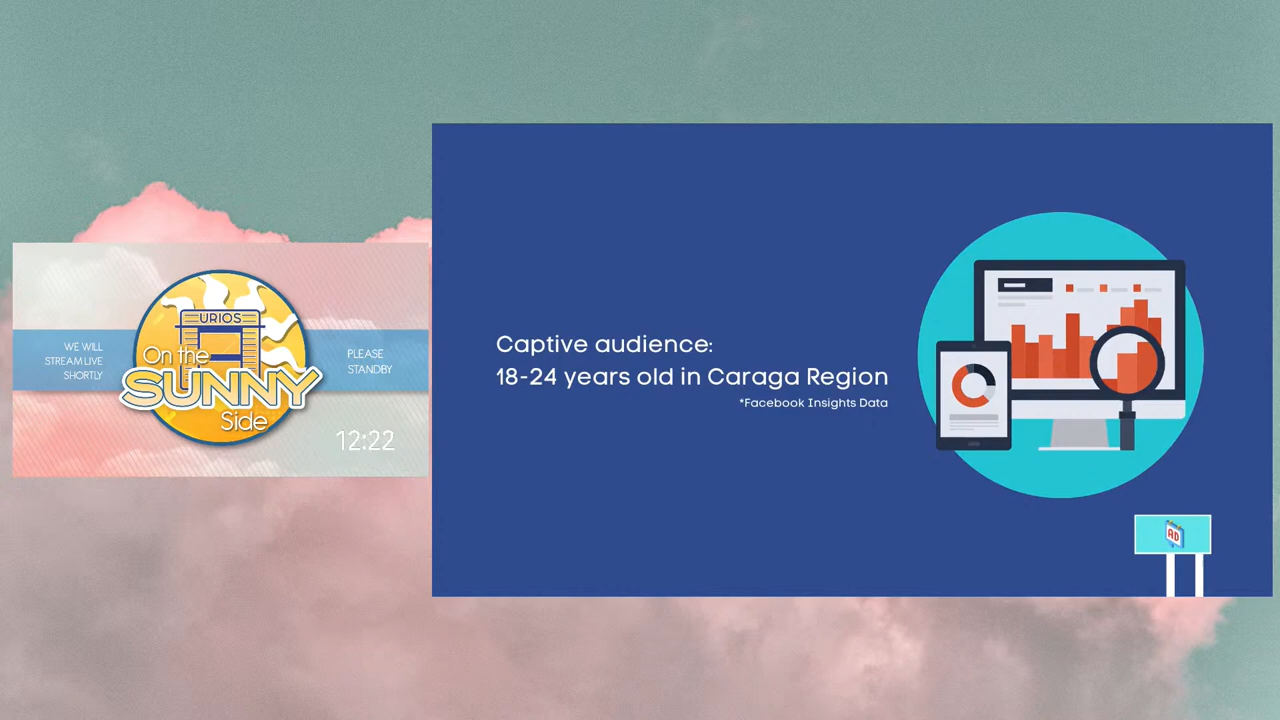 WE WILL
STREAM LIVE
SHORTLY
URIOS
On the
SUNNY
Side
PLEASE
STANDBY
12:22
Captive audience:
18-24 years old in Caraga Region
*Facebook Insights Data
AD